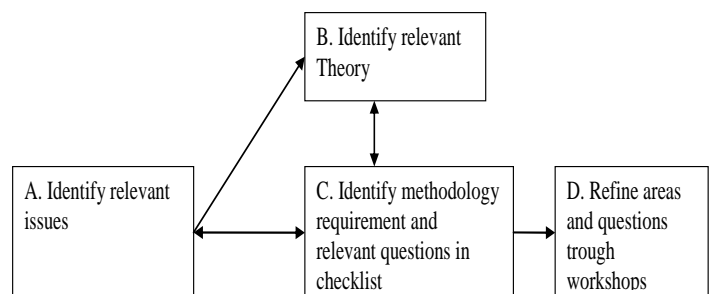 B. Identify relevant
Theory
A. Identify relevant
issues
C. Identify methodology
requirement and
relevant questions in
checklist
D. Refine areas
and questions
trough
workshops